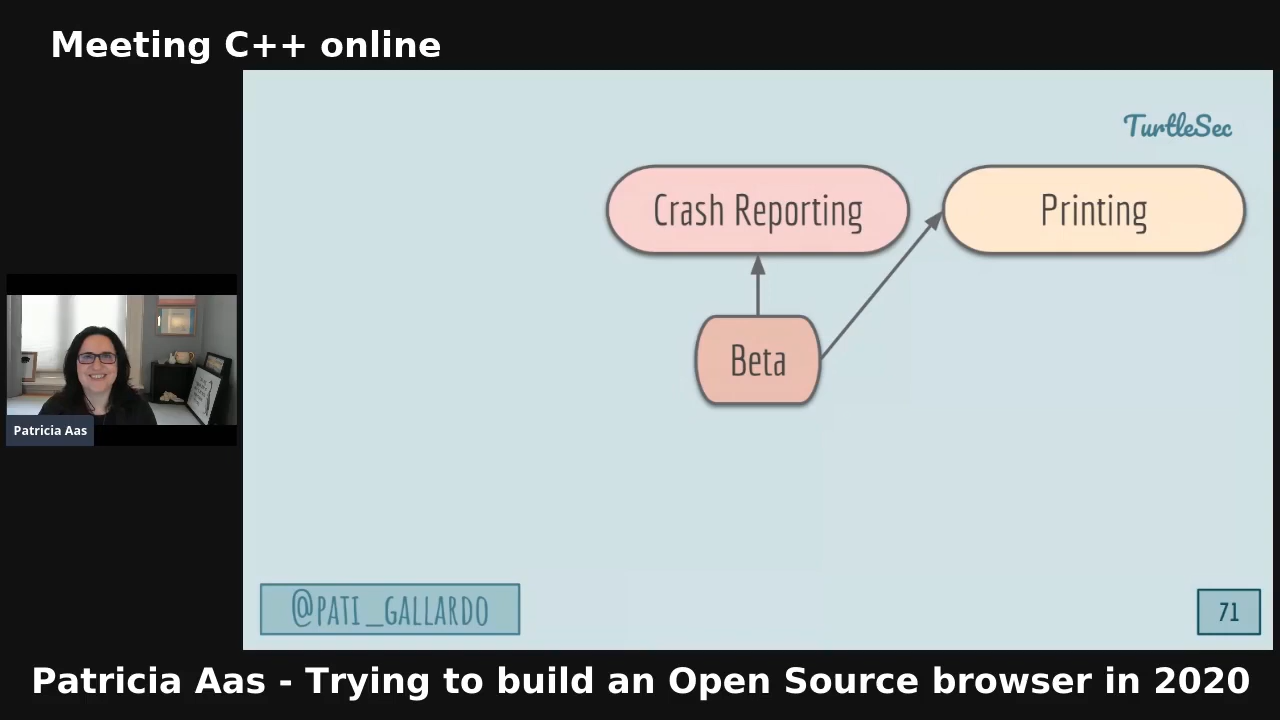 Meeting C++ online
TurtleSec
Crash Reporting
Printing
Beta
Patricia Aas
@PATI_GALLARDO
71
Patricia Aas - Trying to build an Open Source browser in 2020